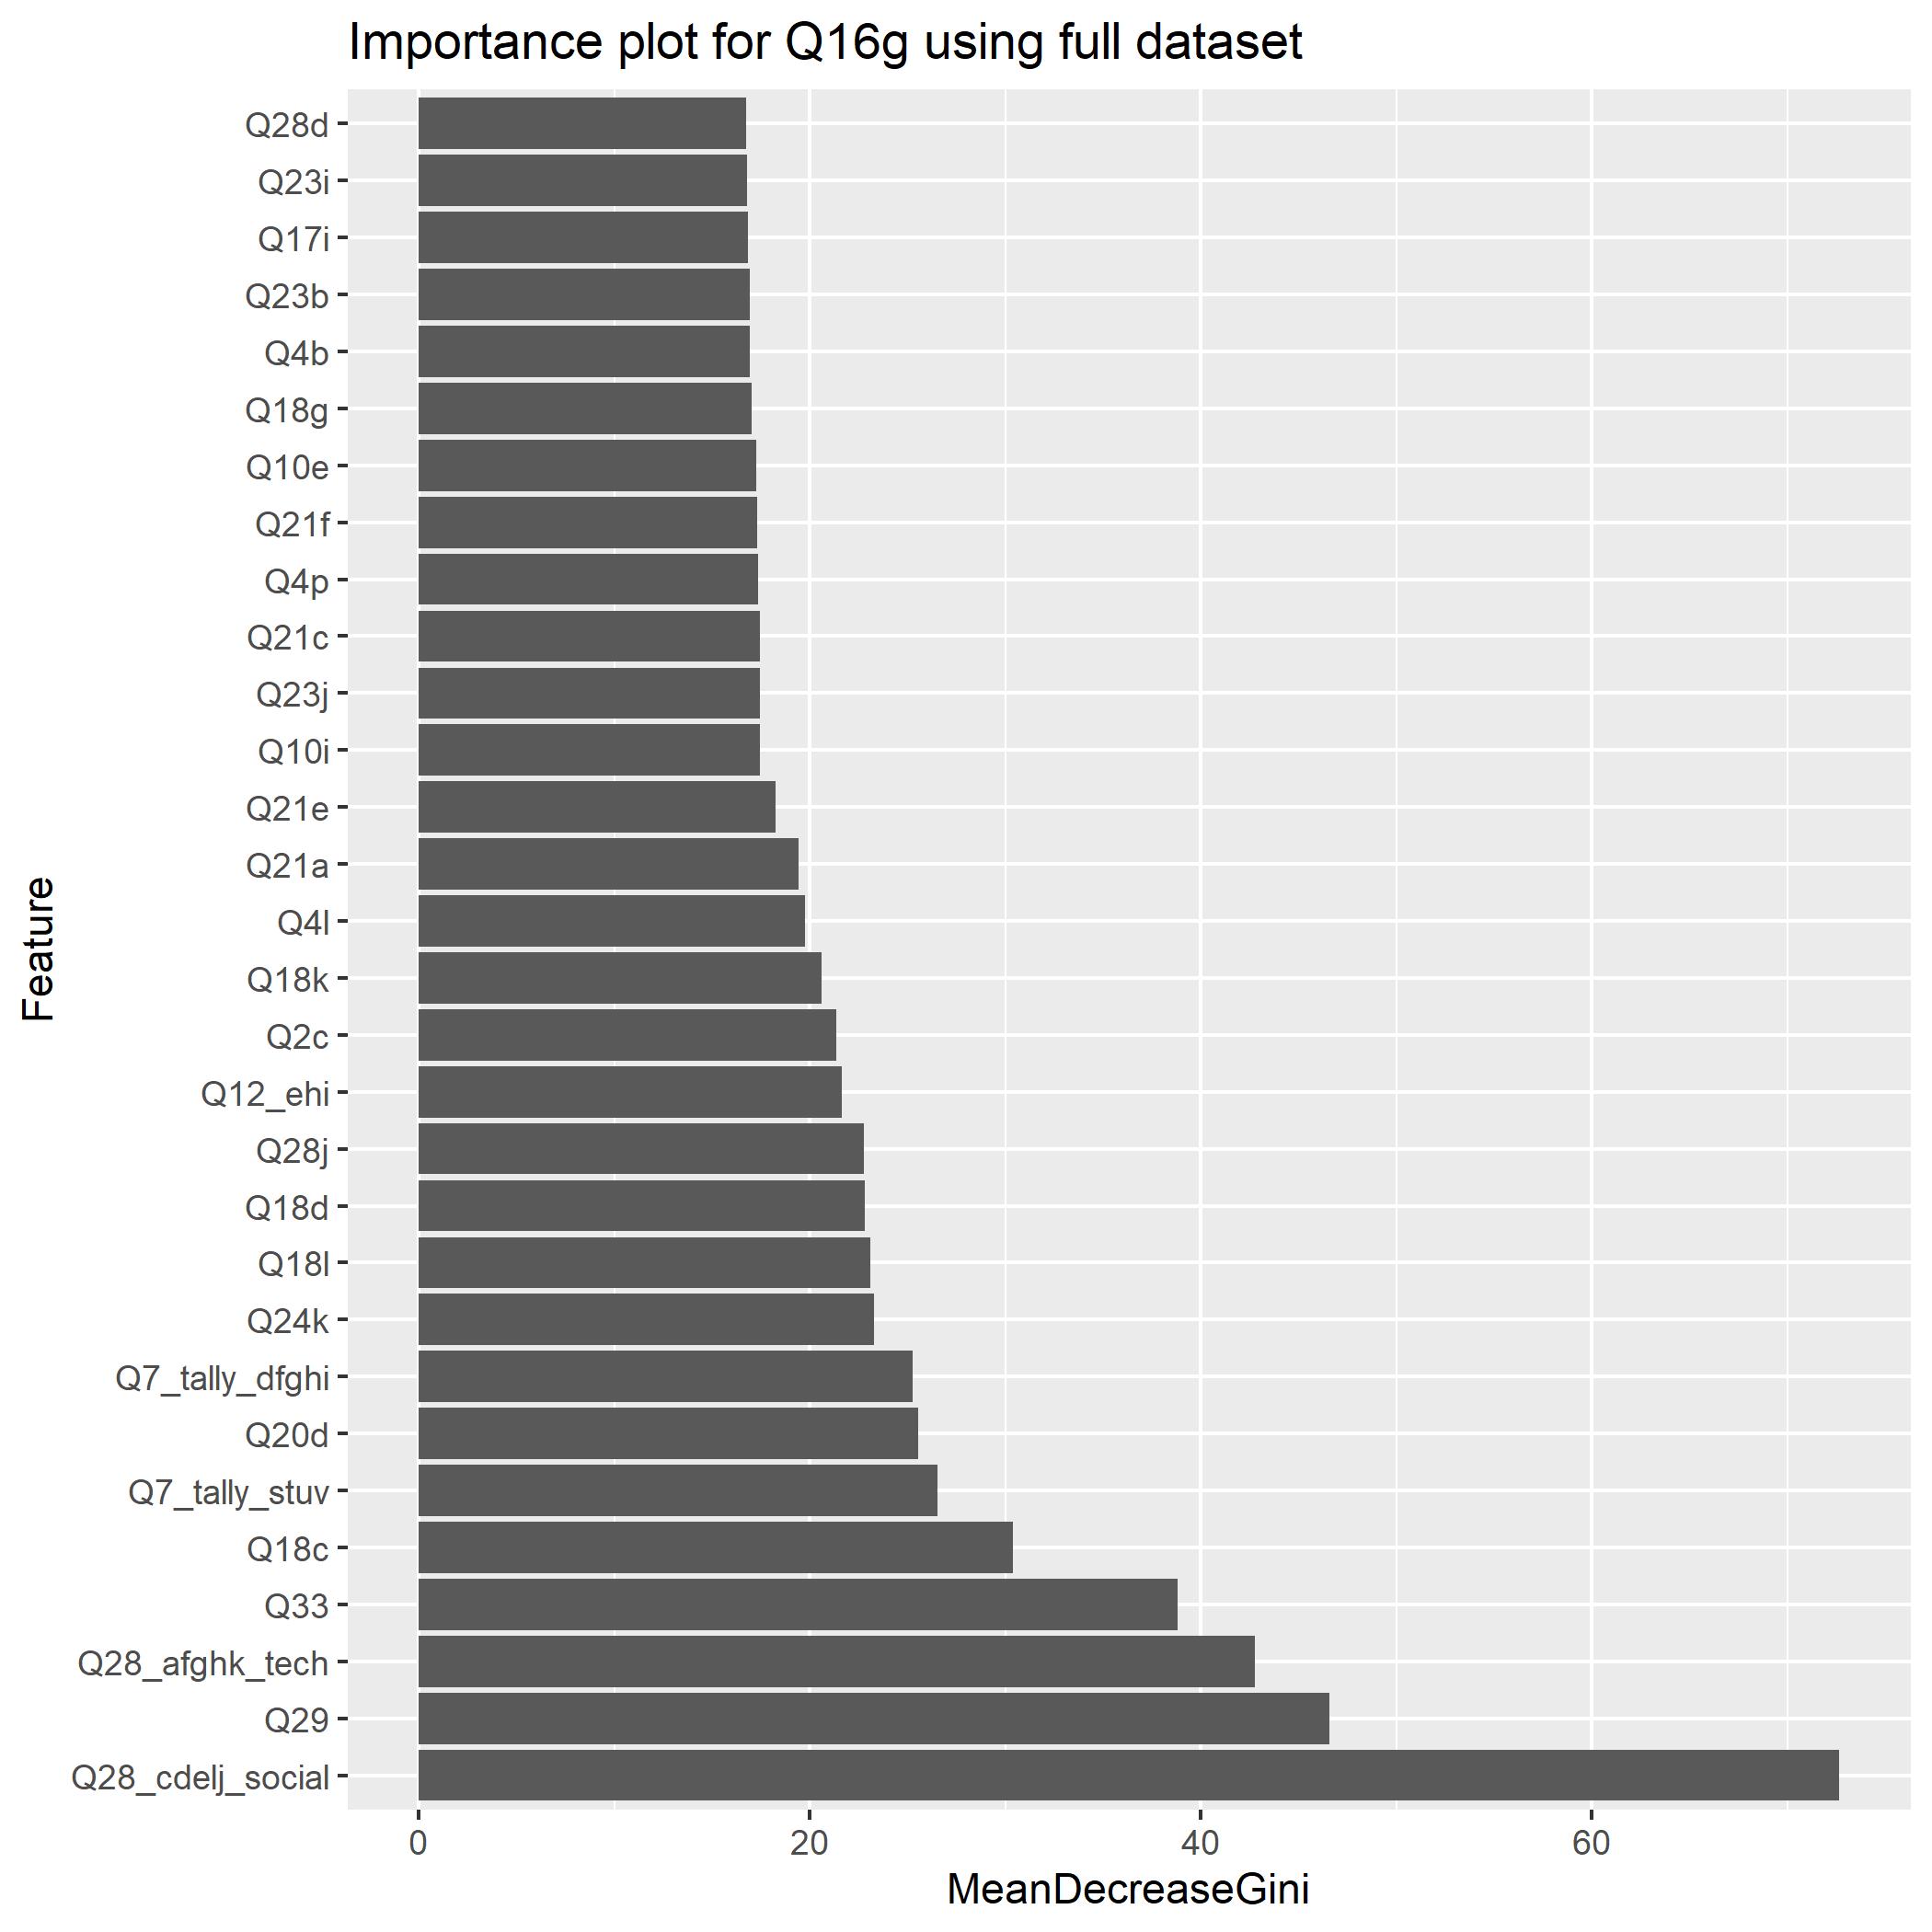 Importance plot for Q16g using full dataset
Q28d
Q23i
Q17i
Q23b
Q4b
Q18g
Q10e
Q21f
Q4p
Q21c
Q23j
Q10i
Q21e
Q21a
Q4l
Q18k
Q2c
Q12_ehi
Q28j
Q18d
Q18l
Q24k
Q7_tally_dfghi
Q20d
Q7_tally_stuv
Q18c
Q33
Q28_afghk_tech
Q29
Q28_cdelj_social
Feature
0 20 40 60
MeanDecreaseGini